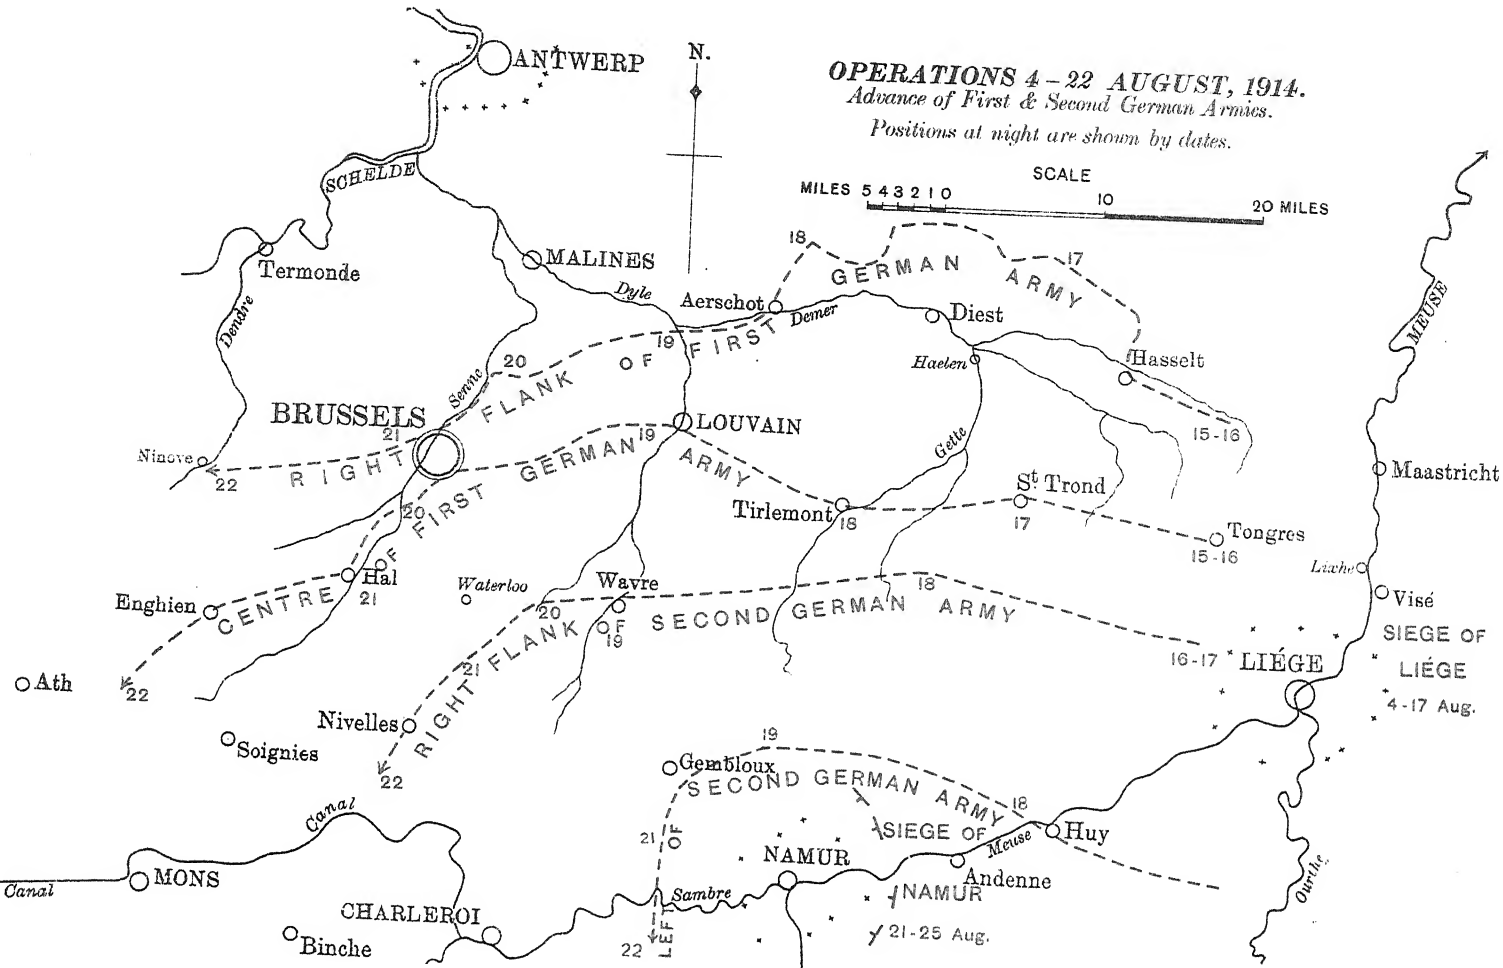 ANTWERP
N.
OPERATIONS 4-22 AUGUST, 1914.
Advance of First & Second German Armies.
Positions at night are shown by dates.
SCALE
MILES 5 4 3 2 1 0 10 20 MILES
SCHELDE
Termonde
MALINES
Dyle
Dendre
18
17
GERMAN ARMY
Aerschot
Demer
Diest
MEUSE
19
FIRST
20
FLANK OF
Haelen
Hasselt
Senne
BRUSSELS
21
LOUVAIN
15-16
Ninove
22
RIGHT
19
FIRST GERMAN ARMY
Gette
Maastricht
St. Trond
17
Tirlemont
18
20
OF
Tongres
15-16
Hal
21
Waterloo
Wavre
18
Lixhe
Visé
Enghien
CENTRE
20
SECOND GERMAN ARMY
FLANK OF
19
SIEGE OF
LIÉGE
4-17 Aug.
16-17
LIÉGE
Ath
22
21
RIGHT
Nivelles
Soignies
22
19
Gembloux
SECOND GERMAN ARMY
18
Canal
21
OF
SIEGE OF
Meuse
Huy
NAMUR
Andenne
Ourthe
MONS
Canal
Sambre
NAMUR
CHARLEROI
21-25 Aug.
Binche
22
LEFT